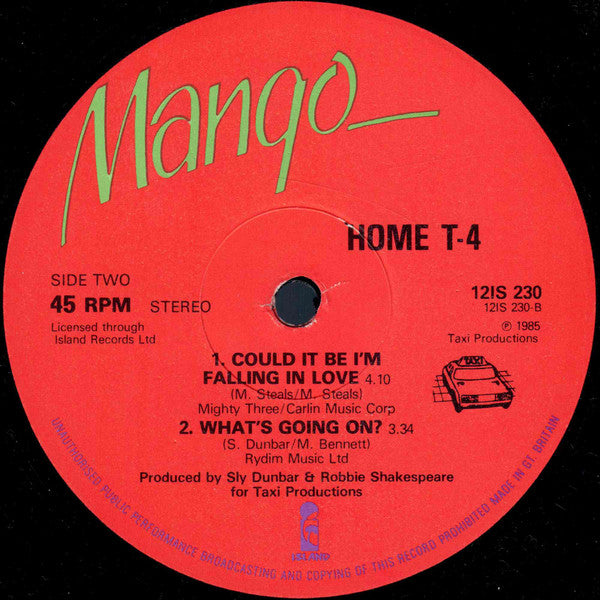 Mango
HOME T-4
SIDE TWO
45 RPM STEREO
Licensed through
Island Records Ltd
12IS 230
12IS 230-B
℗ 1985
Taxi Productions
TAXI
1. COULD IT BE I'M
FALLING IN LOVE 4.10
(M. Steals/M. Steals)
Mighty Three/Carlin Music Corp
2. WHAT'S GOING ON? 3.34
(S. Dunbar/M. Bennett)
Rydim Music Ltd
Produced by Sly Dunbar & Robbie Shakespeare
for Taxi Productions
ISLAND
UNAUTHORISED PUBLIC PERFORMANCE BROADCASTING AND COPYING OF THIS RECORD PROHIBITED MADE IN GT. BRITAIN